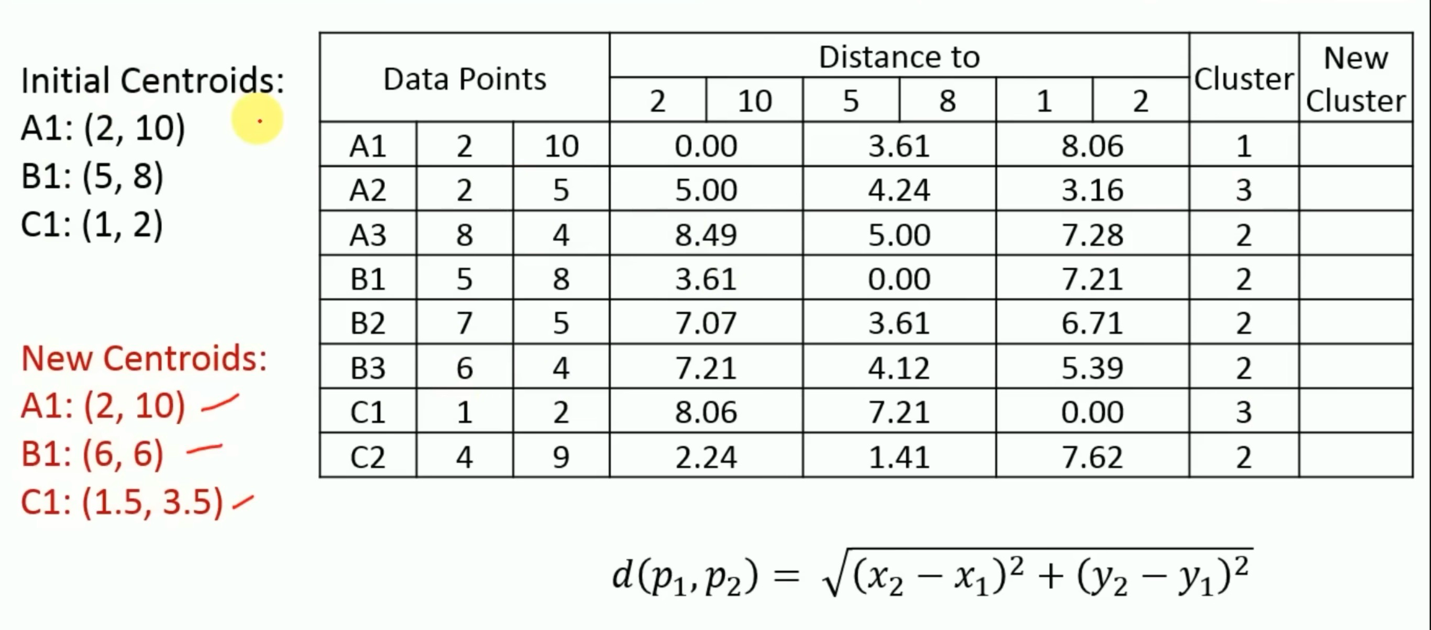 Initial Centroids:
A1: (2, 10)
B1: (5, 8)
C1: (1, 2)
New Centroids:
A1: (2, 10)
B1: (6, 6)
C1: (1.5, 3.5)
Data Points Distance to Cluster New Cluster
2 10 5 8 1 2
A1 2 10 0.00 3.61 8.06 1
A2 2 5 5.00 4.24 3.16 3
A3 8 4 8.49 5.00 7.28 2
B1 5 8 3.61 0.00 7.21 2
B2 7 5 7.07 3.61 6.71 2
B3 6 4 7.21 4.12 5.39 2
C1 1 2 8.06 7.21 0.00 3
C2 4 9 2.24 1.41 7.62 2
d(p₁, p₂) = √(x₂ − x₁)² + (y₂ − y₁)²